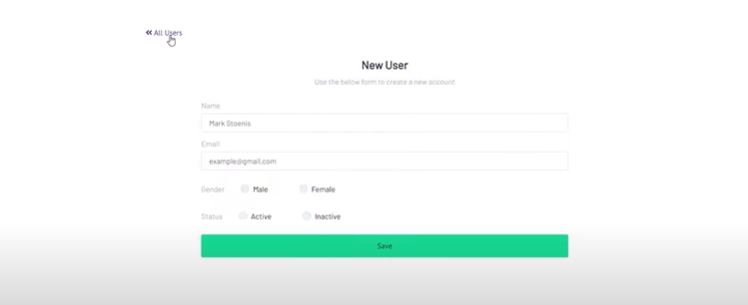 « All Users
New User
Use the bellow form to create a new account.
Name
Mark Stoenis
Email
example@gmail.com
Gender Male Female
Status Active Inactive
Save